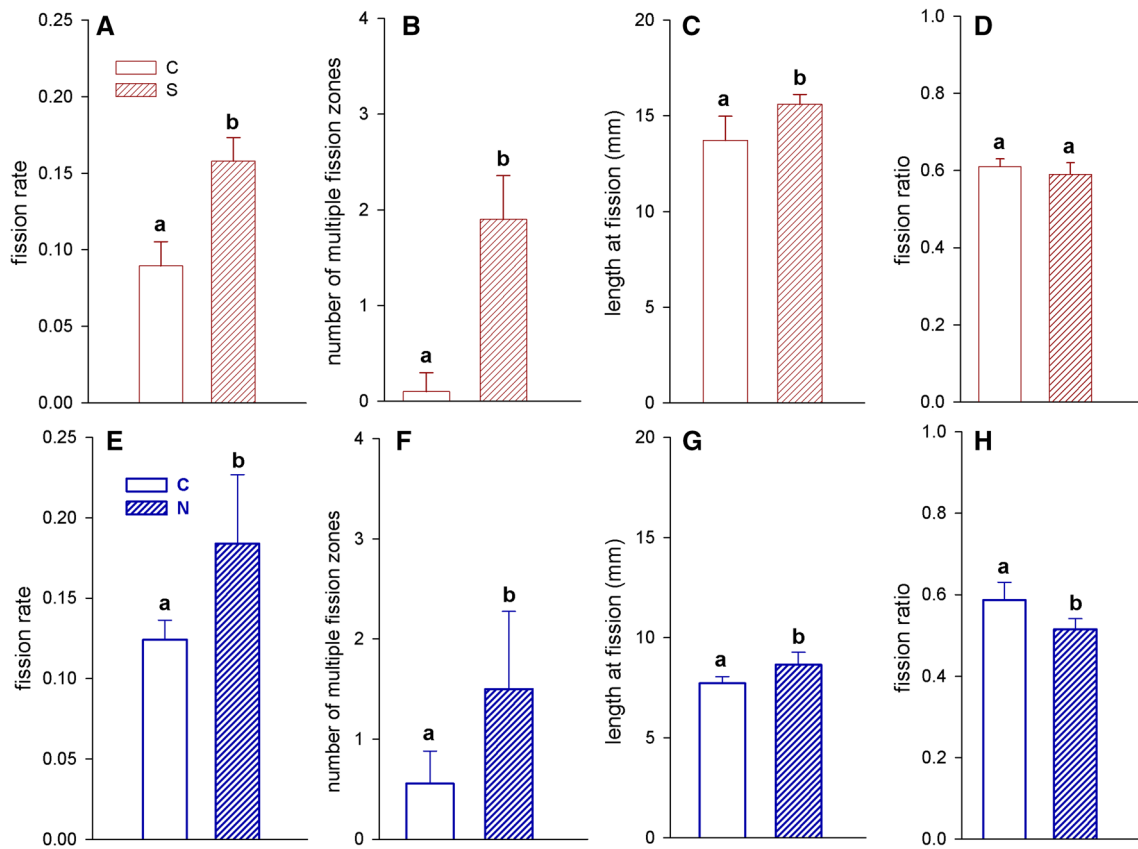 A
fission rate
0.25
0.20
0.15
0.10
0.05
0.00
C
S
a
b
B
number of multiple fission zones
4
3
2
1
0
a
b
C
length at fission (mm)
20
15
10
5
0
a
b
D
fission ratio
1.0
0.8
0.6
0.4
0.2
0.0
a
a
E
fission rate
0.25
0.20
0.15
0.10
0.05
0.00
C
N
a
b
F
number of multiple fission zones
4
3
2
1
0
a
b
G
length at fission (mm)
20
15
10
5
0
a
b
H
fission ratio
1.0
0.8
0.6
0.4
0.2
0.0
a
b